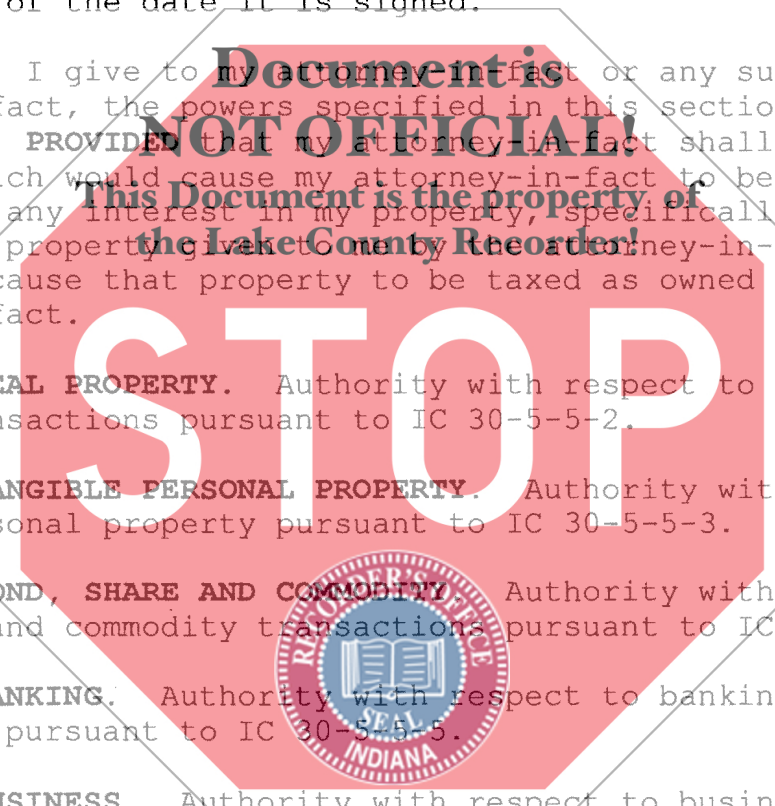 of the date it is signed.
Document is
I give to my attorney-in-fact or any su
fact, the powers specified in this sectio
NOT OFFICIAL!
PROVIDED that my attorney-in-fact shall
ch would cause my attorney-in-fact to be
This Document is the property of
any interest in my property, specificall
the Lake County Recorder!
property given to me by the attorney-in-
cause that property to be taxed as owned
fact.
STOP
EAL PROPERTY. Authority with respect to
nsactions pursuant to IC 30-5-5-2.
ANGIBLE PERSONAL PROPERTY. Authority wit
sonal property pursuant to IC 30-5-5-3.
OND, SHARE AND COMMODITY. Authority with
and commodity transactions pursuant to IC
RECORDER'S OFFICE
SEAL
INDIANA
ANKING. Authority with respect to bankin
pursuant to IC 30-5-5-5.
USINESS. Authority with respect to busin